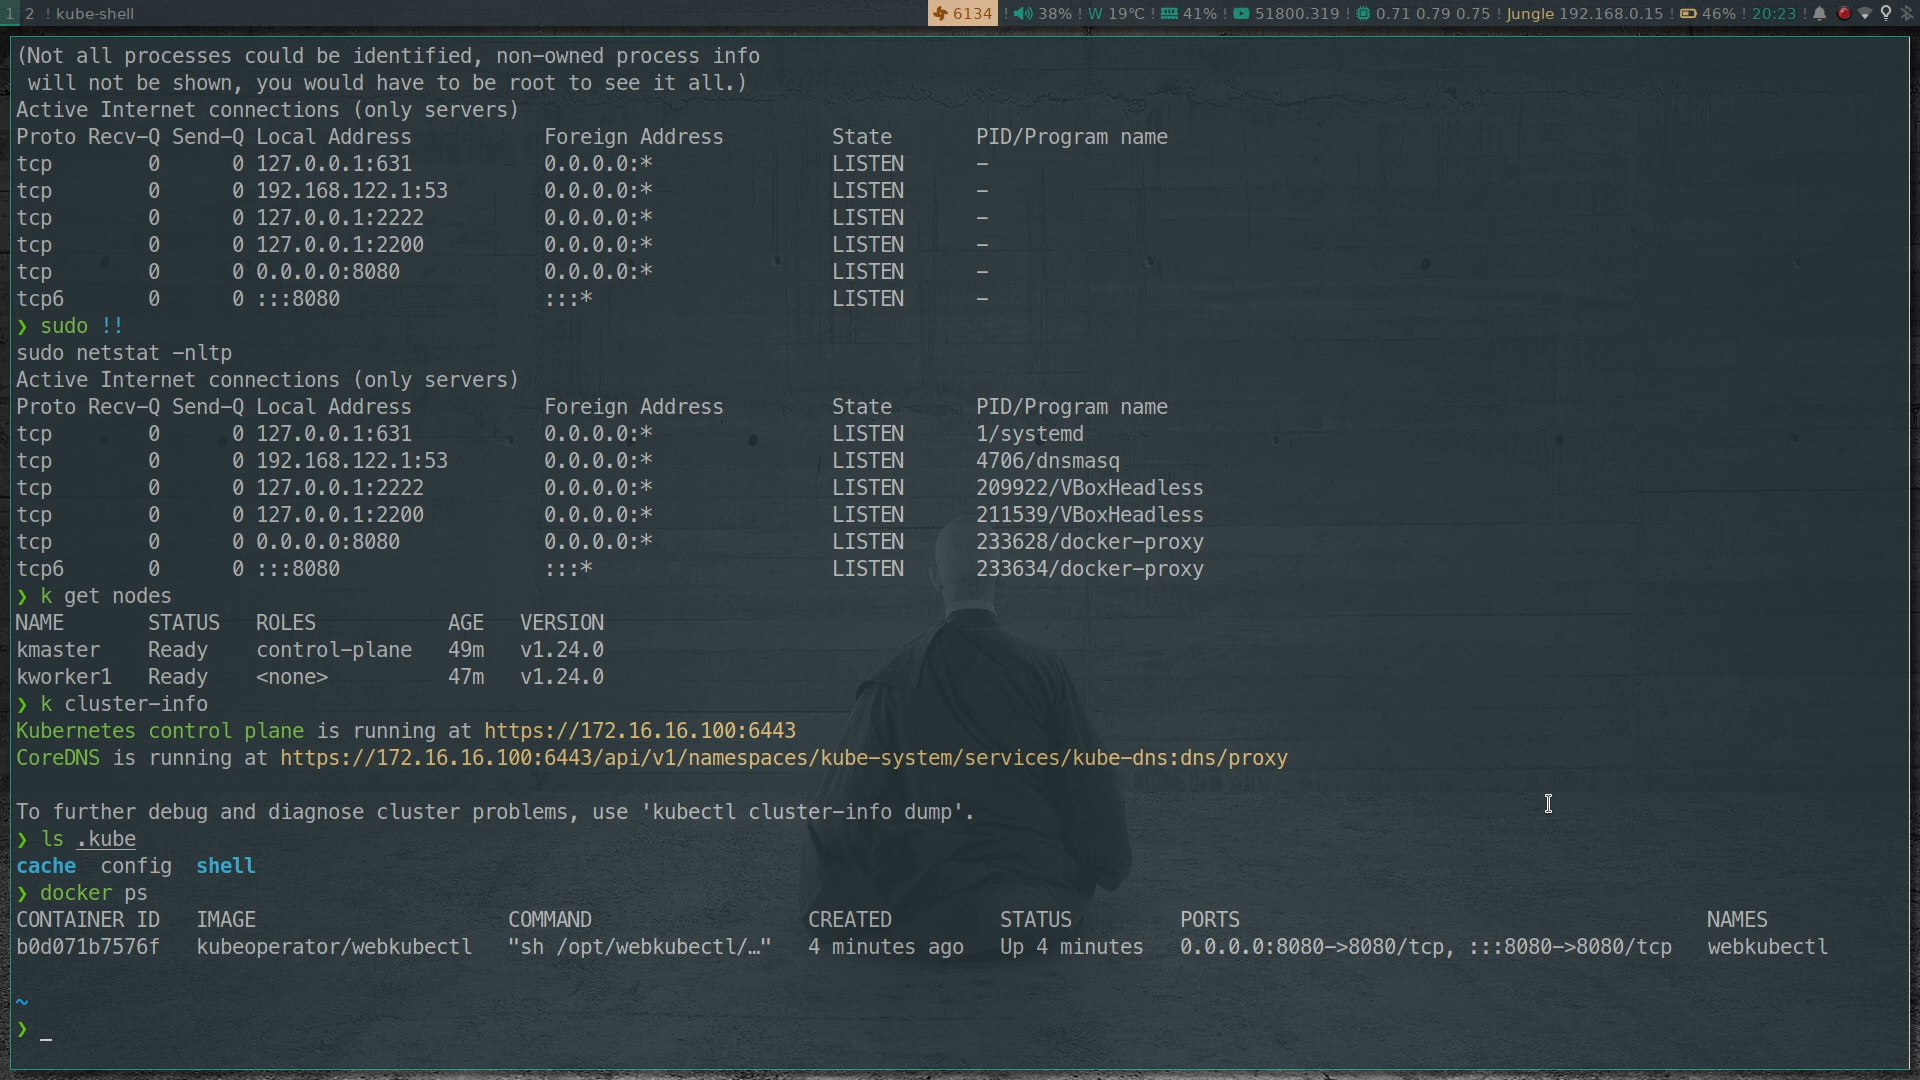 1 2 ! kube-shell 6134 ! 38% ! W 19°C ! 41% ! 51800.319 ! 0.71 0.79 0.75 ! Jungle 192.168.0.15 ! 46% ! 20:23 !
(Not all processes could be identified, non-owned process info
will not be shown, you would have to be root to see it all.)
Active Internet connections (only servers)
Proto Recv-Q Send-Q Local Address           Foreign Address         State       PID/Program name
tcp        0      0 127.0.0.1:631           0.0.0.0:*               LISTEN      -
tcp        0      0 192.168.122.1:53        0.0.0.0:*               LISTEN      -
tcp        0      0 127.0.0.1:2222          0.0.0.0:*               LISTEN      -
tcp        0      0 127.0.0.1:2200          0.0.0.0:*               LISTEN      -
tcp        0      0 0.0.0.0:8080            0.0.0.0:*               LISTEN      -
tcp6       0      0 :::8080                 :::*                    LISTEN      -
❯ sudo !!
sudo netstat -nltp
Active Internet connections (only servers)
Proto Recv-Q Send-Q Local Address           Foreign Address         State       PID/Program name
tcp        0      0 127.0.0.1:631           0.0.0.0:*               LISTEN      1/systemd
tcp        0      0 192.168.122.1:53        0.0.0.0:*               LISTEN      4706/dnsmasq
tcp        0      0 127.0.0.1:2222          0.0.0.0:*               LISTEN      209922/VBoxHeadless
tcp        0      0 127.0.0.1:2200          0.0.0.0:*               LISTEN      211539/VBoxHeadless
tcp        0      0 0.0.0.0:8080            0.0.0.0:*               LISTEN      233628/docker-proxy
tcp6       0      0 :::8080                 :::*                    LISTEN      233634/docker-proxy
❯ k get nodes
NAME       STATUS   ROLES           AGE   VERSION
kmaster    Ready    control-plane   49m   v1.24.0
kworker1   Ready    <none>          47m   v1.24.0
❯ k cluster-info
Kubernetes control plane is running at https://172.16.16.100:6443
CoreDNS is running at https://172.16.16.100:6443/api/v1/namespaces/kube-system/services/kube-dns:dns/proxy
To further debug and diagnose cluster problems, use 'kubectl cluster-info dump'.
❯ ls .kube
cache  config  shell
❯ docker ps
CONTAINER ID   IMAGE                     COMMAND                  CREATED         STATUS         PORTS                                       NAMES
b0d071b7576f   kubeoperator/webkubectl   "sh /opt/webkubectl/…"   4 minutes ago   Up 4 minutes   0.0.0.0:8080->8080/tcp, :::8080->8080/tcp   webkubectl
~
❯ _